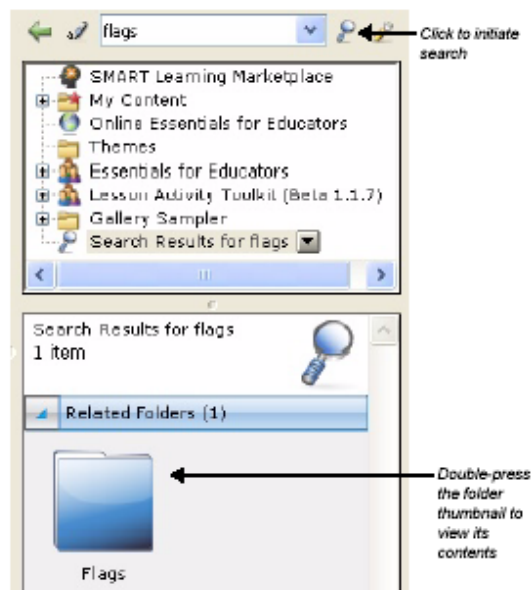 flags
Click to initiate
search
SMART Learning Marketplace
My Content
Online Essentials for Educators
Themes
Essentials for Educators
Lesson Activity Toolkit (Beta 1.1.7)
Gallery Sampler
Search Results for flags
Search Results for flags
1 item
Related Folders (1)
Double-press
the folder
thumbnail to
view its
contents
Flags